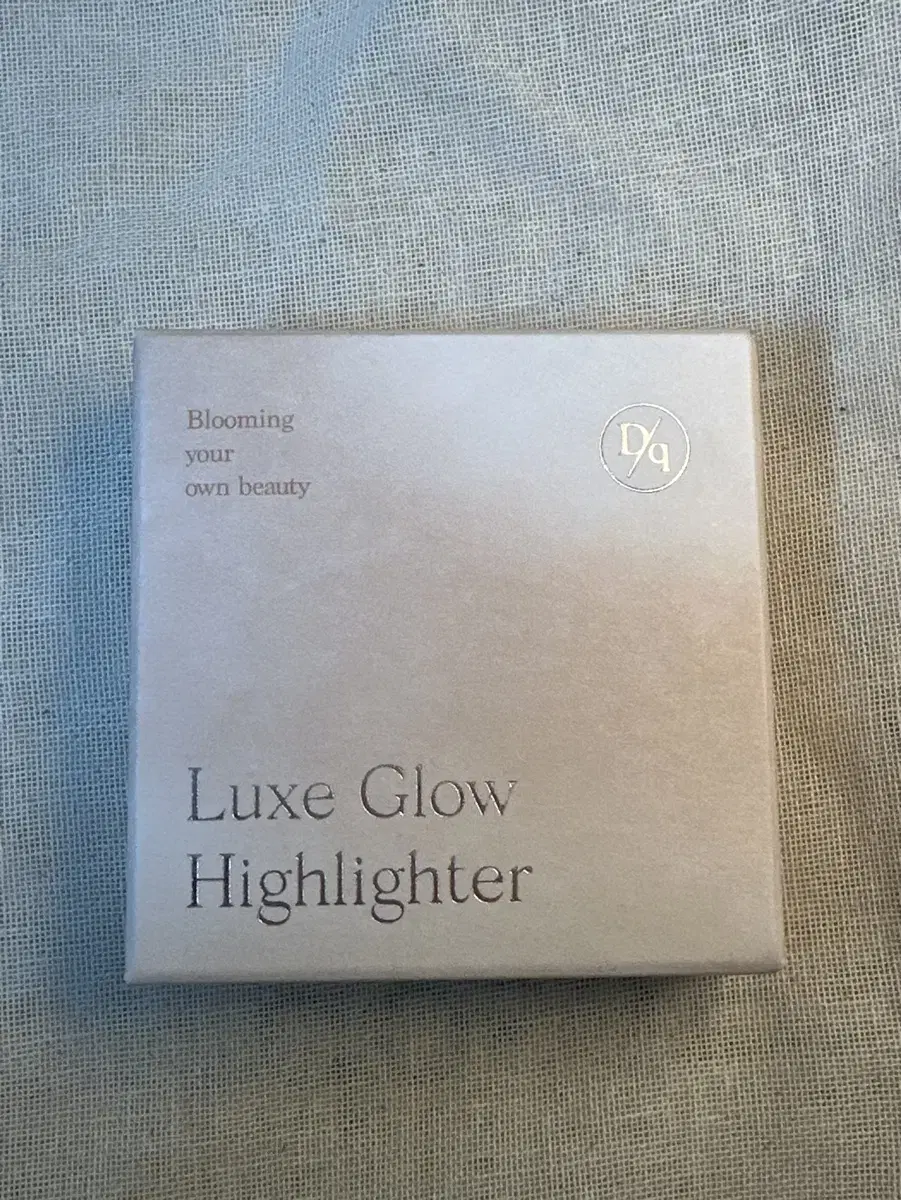 Blooming
your
own beauty
D/q
Luxe Glow
Highlighter